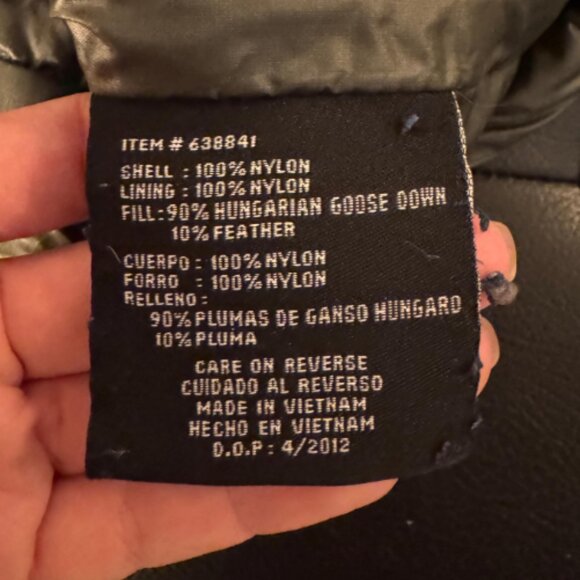 ITEM # 638841
SHELL : 100% NYLON
LINING : 100% NYLON
FILL: 90% HUNGARIAN GOOSE DOWN
10% FEATHER
CUERPO : 100% NYLON
FORRO : 100% NYLON
RELLENO :
90% PLUMAS DE GANSO HUNGARO
10% PLUMA
CARE ON REVERSE
CUIDADO AL REVERSO
MADE IN VIETNAM
HECHO EN VIETNAM
D.O.P : 4/2012